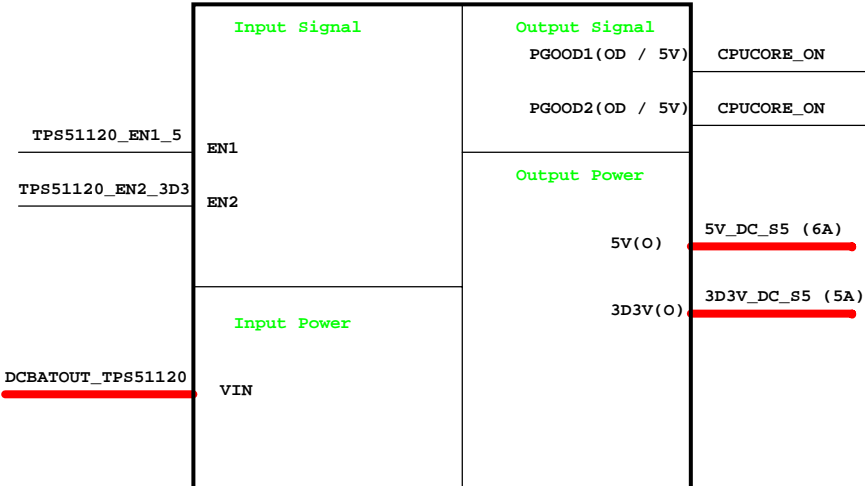 Input Signal
Output Signal
PGOOD1(OD / 5V)
CPUCORE_ON
PGOOD2(OD / 5V)
CPUCORE_ON
TPS51120_EN1_5
EN1
TPS51120_EN2_3D3
EN2
Output Power
5V(O)
5V_DC_S5 (6A)
3D3V(O)
3D3V_DC_S5 (5A)
Input Power
DCBATOUT_TPS51120
VIN